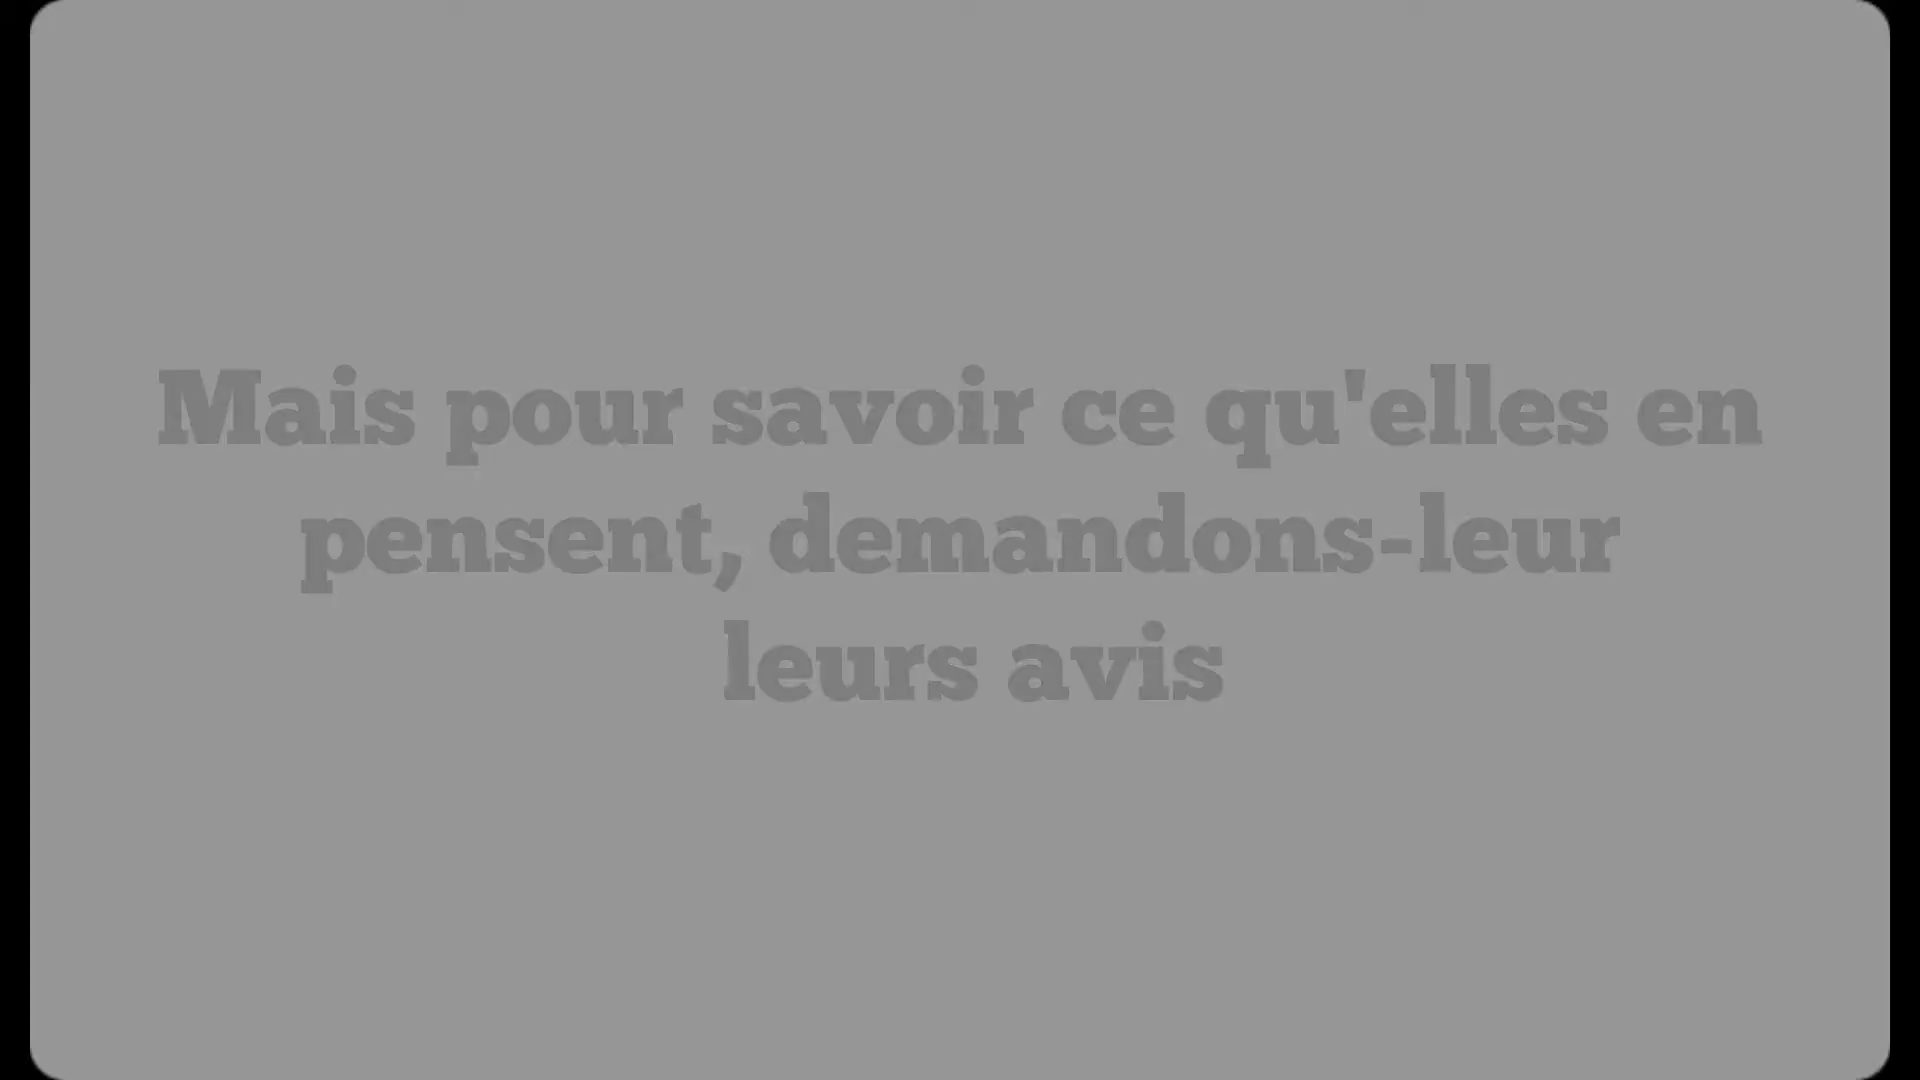 Mais pour savoir ce qu'elles en
pensent, demandons-leur
leurs avis